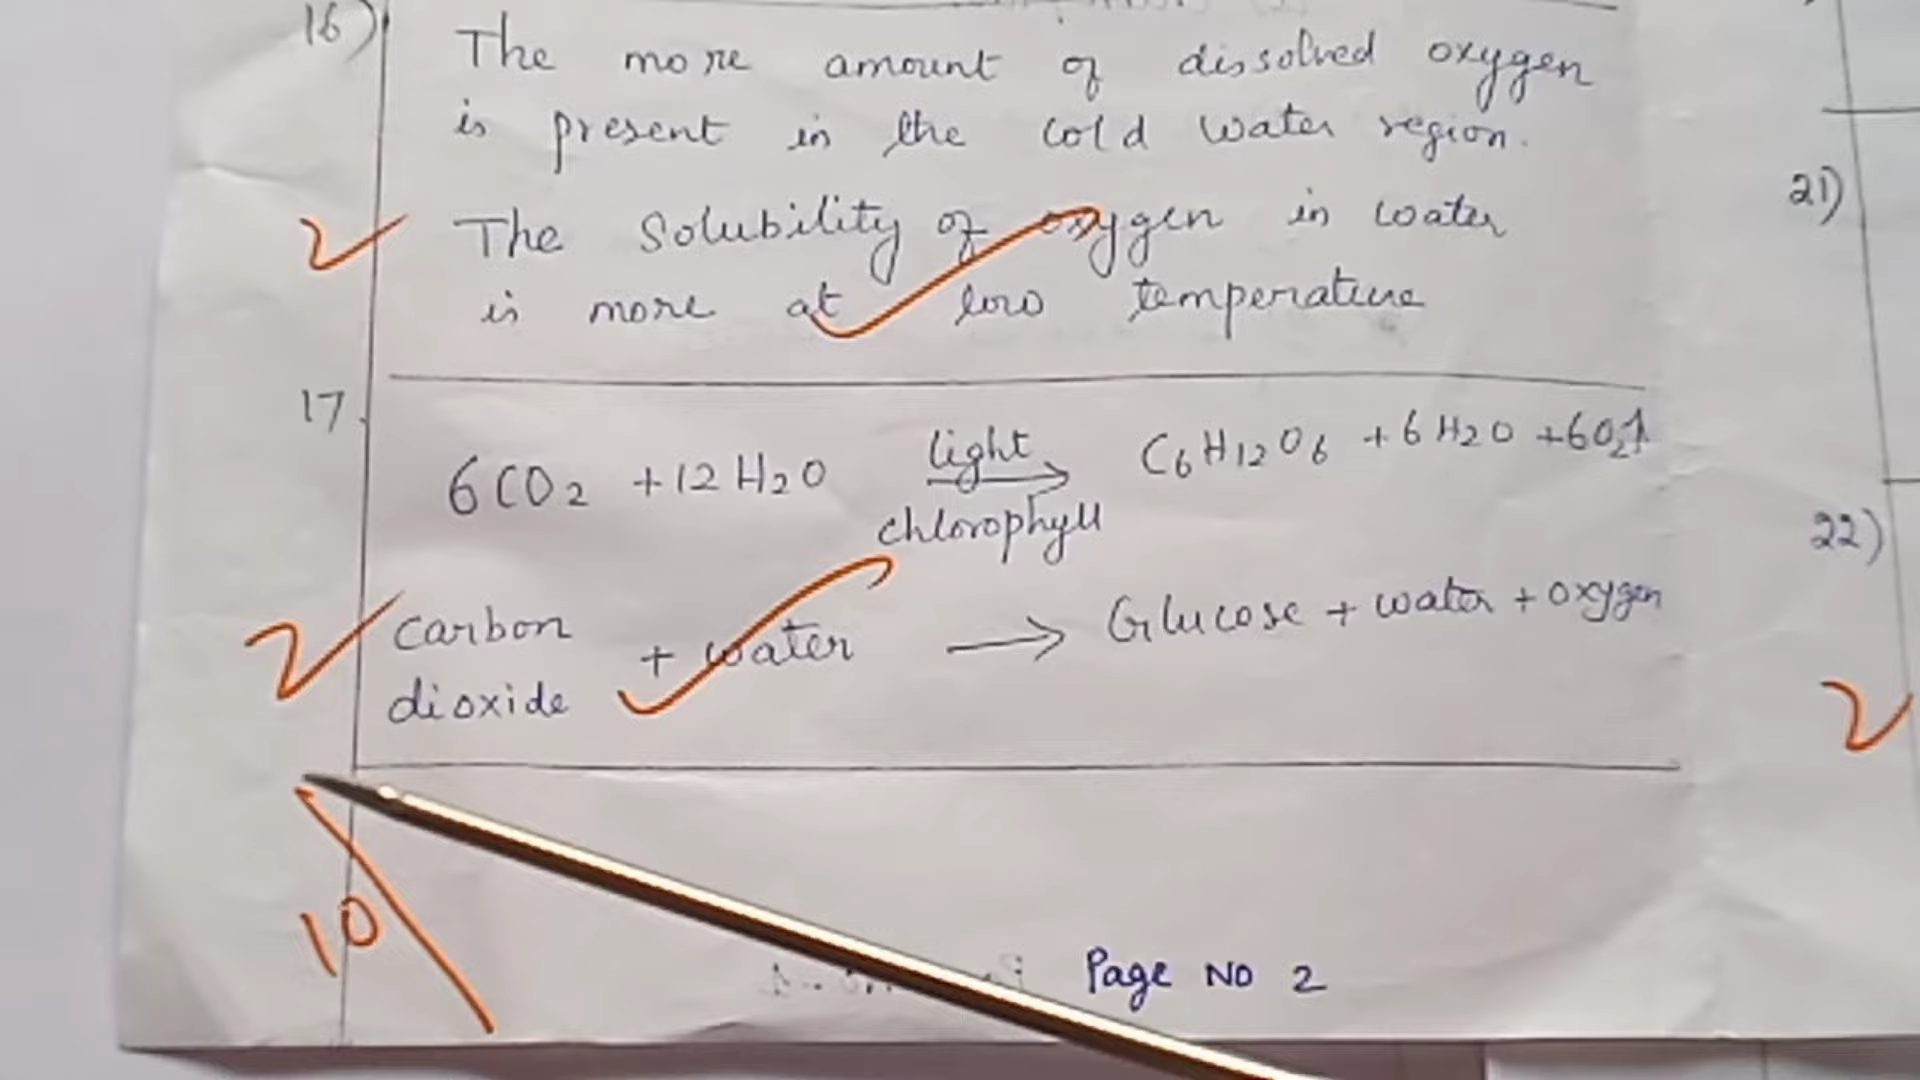 16)
The more amount of dissolved oxygen
is present in the cold water region.
2
The Solubility of oxygen in water
is more at low temperature
17.
6CO2 + 12H2O light → C6H12O6 + 6H2O + 6O2↑
chlorophyll
2
Carbon dioxide + water → Glucose + water + oxygen
10
Page NO 2
21)
22)
2